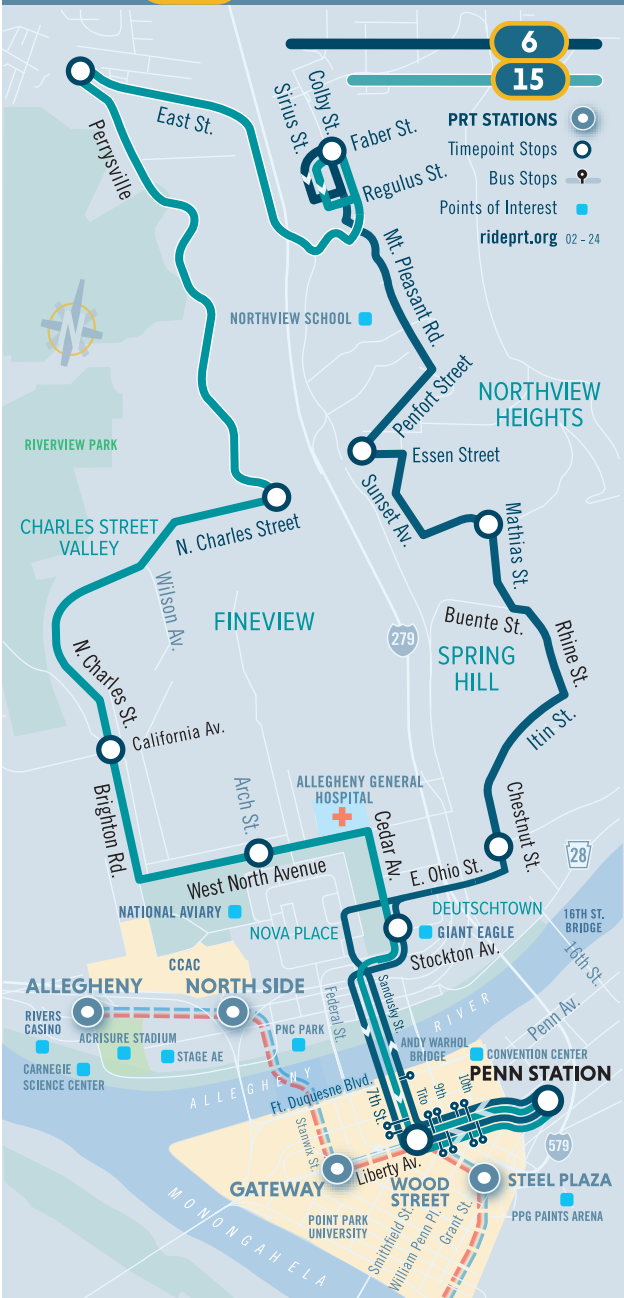 6
15
PRT STATIONS
Timepoint Stops
Bus Stops
Points of Interest
rideprt.org 02 - 24
East St.
Perrysville
Colby St.
Sirius St.
Faber St.
Regulus St.
Mt. Pleasant Rd.
N
NORTHVIEW SCHOOL
Penfort Street
NORTHVIEW
HEIGHTS
RIVERVIEW PARK
Essen Street
Sunset Av.
CHARLES STREET
VALLEY
N. Charles Street
Mathias St.
Wilson Av.
FINEVIEW
Buente St.
Rhine St.
279
SPRING
HILL
N. Charles St.
Itin St.
California Av.
Brighton Rd.
Arch St.
ALLEGHENY GENERAL
HOSPITAL
Cedar Av.
Chestnut St.
28
West North Avenue
E. Ohio St.
NATIONAL AVIARY
NOVA PLACE
DEUTSCHTOWN
GIANT EAGLE
16TH ST.
BRIDGE
Stockton Av.
16th St.
CCAC
ALLEGHENY
NORTH SIDE
Federal St.
Sandusky St.
Penn Av.
RIVERS
CASINO
ACRISURE STADIUM
STAGE AE
PNC PARK
CARNEGIE
SCIENCE CENTER
ALLEGHENY
RIVER
ANDY WARHOL
BRIDGE
CONVENTION CENTER
PENN STATION
Ft. Duquesne Blvd.
7th St.
Tito
9th
10th
Stanwix St.
579
Liberty Av.
GATEWAY
WOOD
STREET
STEEL PLAZA
PPG PAINTS ARENA
POINT PARK
UNIVERSITY
Smithfield St.
William Penn Pl.
Grant St.
MONONGAHELA